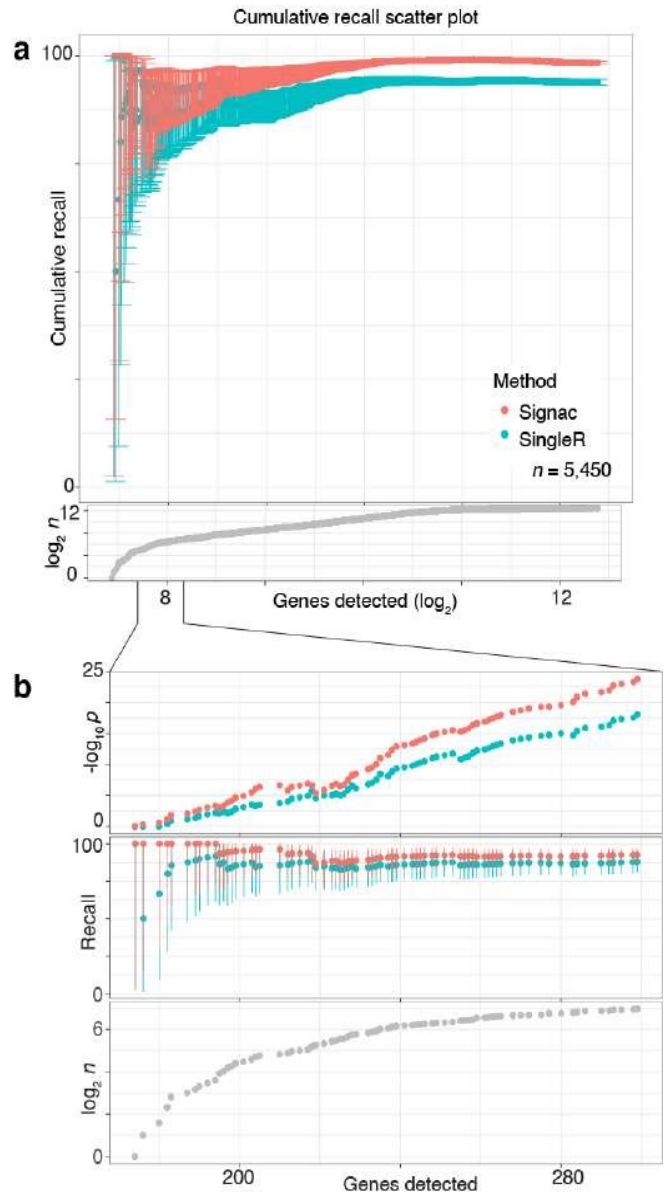 Cumulative recall scatter plot
a
100
Cumulative recall
0
Method
Signac
SingleR
n = 5,450
12
log2 n
0
8
Genes detected (log2)
12
b
25
-log10 p
0
100
Recall
0
6
log2 n
0
200
Genes detected
280